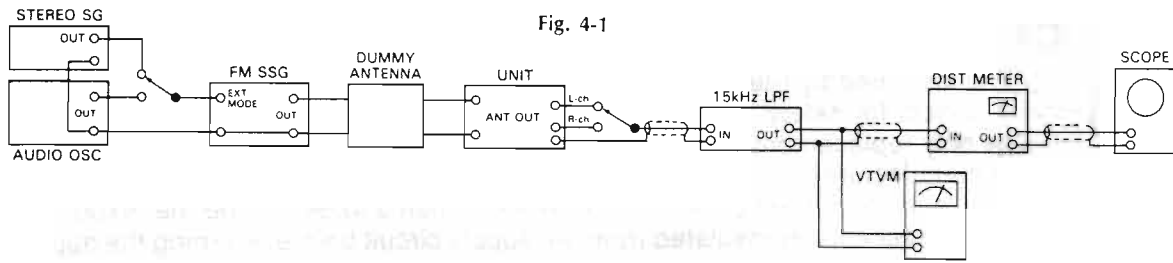 Fig. 4-1
STEREO SG
OUT
OUT
AUDIO OSC
FM SSG
EXT
MODE
OUT
DUMMY
ANTENNA
UNIT
ANT OUT
L-ch
R-ch
15kHz LPF
IN
OUT
VTVM
DIST METER
IN
OUT
SCOPE